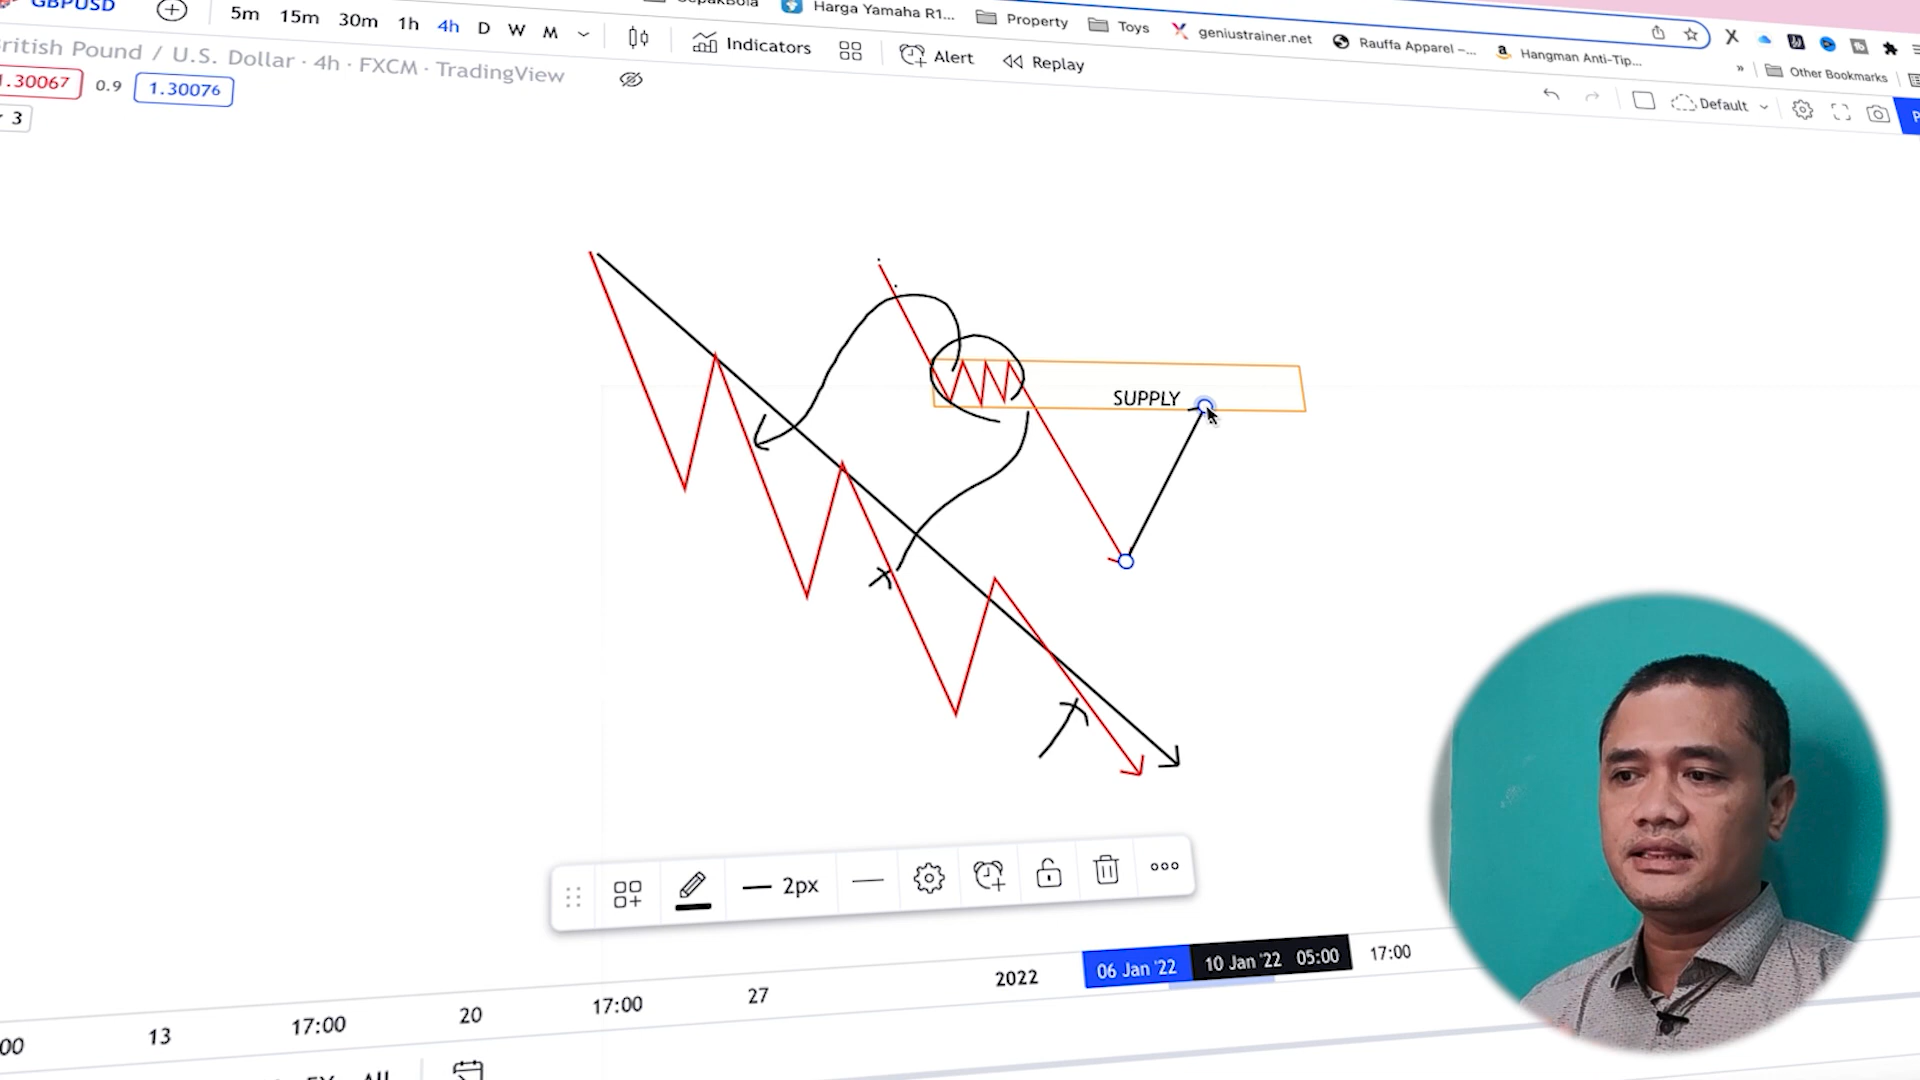 GBPUSD
5m 15m 30m 1h 4h D W M
Indicators
Alert
Replay
Harga Yamaha R1...
Property
Toys
geniustrainer.net
Rauffa Apparel –...
Hangman Anti-Tip...
Other Bookmarks
British Pound / U.S. Dollar · 4h · FXCM · TradingView
1.30067 0.9 1.30076
3
Default
SUPPLY
2px
13 17:00 20 17:00 27 2022 06 Jan '22 10 Jan '22 05:00 17:00
All